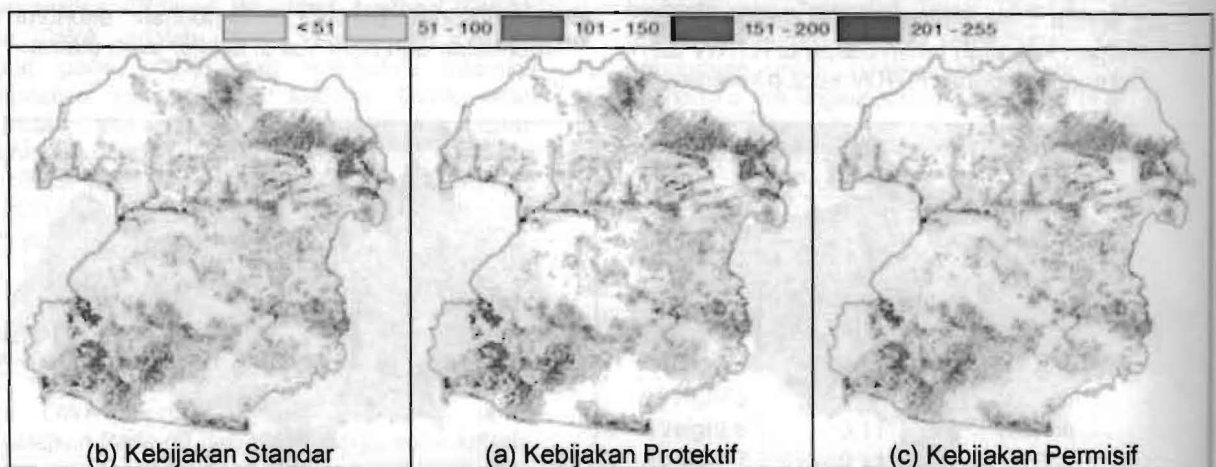 < 51 51 - 100 101 - 150 151 - 200 201 - 255
(b) Kebijakan Standar (a) Kebijakan Protektif (c) Kebijakan Permisif